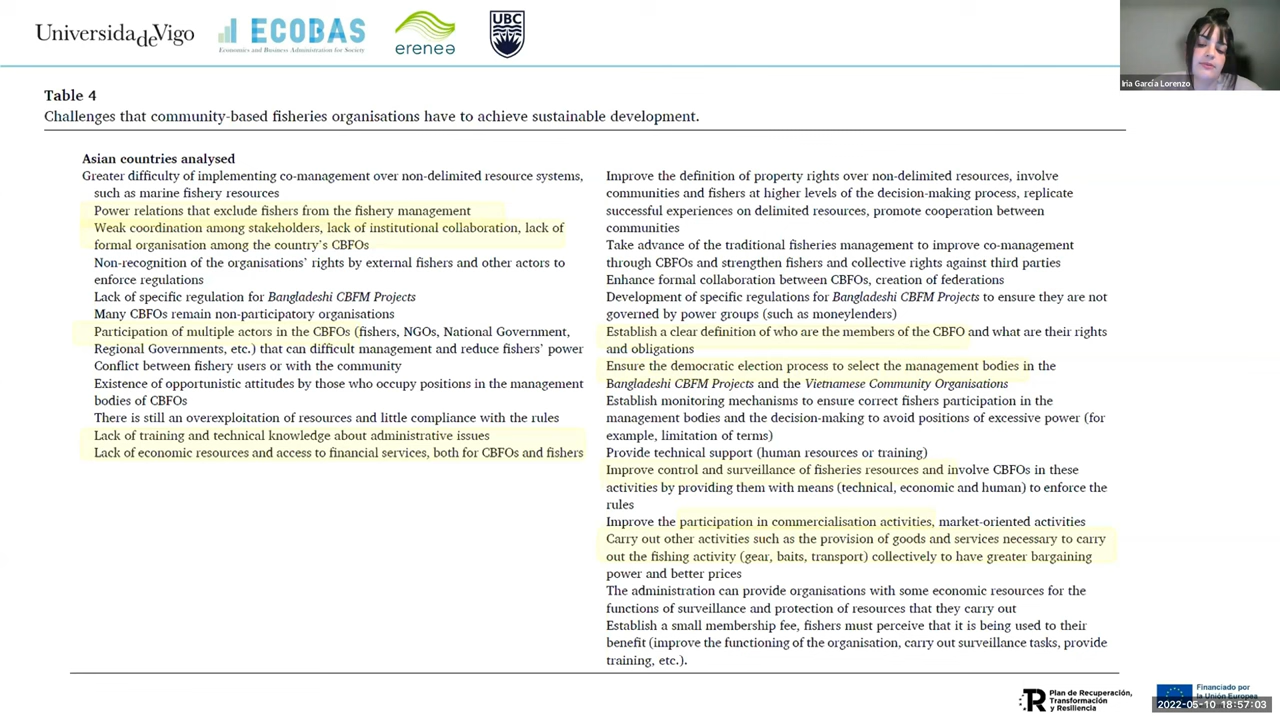 Universidade Vigo
ECOBAS
Economics and Business Administration for Society
erenea
UBC
Iria García Lorenzo
Table 4
Challenges that community-based fisheries organisations have to achieve sustainable development.
Asian countries analysed
Greater difficulty of implementing co-management over non-delimited resource systems,
such as marine fishery resources
Power relations that exclude fishers from the fishery management
Weak coordination among stakeholders, lack of institutional collaboration, lack of
formal organisation among the country's CBFOs
Non-recognition of the organisations' rights by external fishers and other actors to
enforce regulations
Lack of specific regulation for Bangladeshi CBFM Projects
Many CBFOs remain non-participatory organisations
Participation of multiple actors in the CBFOs (fishers, NGOs, National Government,
Regional Governments, etc.) that can difficult management and reduce fishers' power
Conflict between fishery users or with the community
Existence of opportunistic attitudes by those who occupy positions in the management
bodies of CBFOs
There is still an overexploitation of resources and little compliance with the rules
Lack of training and technical knowledge about administrative issues
Lack of economic resources and access to financial services, both for CBFOs and fishers
Improve the definition of property rights over non-delimited resources, involve
communities and fishers at higher levels of the decision-making process, replicate
successful experiences on delimited resources, promote cooperation between
communities
Take advantage of the traditional fisheries management to improve co-management
through CBFOs and strengthen fishers and collective rights against third parties
Enhance formal collaboration between CBFOs, creation of federations
Development of specific regulations for Bangladeshi CBFM Projects to ensure they are not
governed by power groups (such as moneylenders)
Establish a clear definition of who are the members of the CBFO and what are their rights
and obligations
Ensure the democratic election process to select the management bodies in the
Bangladeshi CBFM Projects and the Vietnamese Community Organisations
Establish monitoring mechanisms to ensure correct fishers participation in the
management bodies and the decision-making to avoid positions of excessive power (for
example, limitation of terms)
Provide technical support (human resources or training)
Improve control and surveillance of fisheries resources and involve CBFOs in these
activities by providing them with means (technical, economic and human) to enforce the
rules
Improve the participation in commercialisation activities, market-oriented activities
Carry out other activities such as the provision of goods and services necessary to carry
out the fishing activity (gear, baits, transport) collectively to have greater bargaining
power and better prices
The administration can provide organisations with some economic resources for the
functions of surveillance and protection of resources that they carry out
Establish a small membership fee, fishers must perceive that it is being used to their
benefit (improve the functioning of the organisation, carry out surveillance tasks, provide
training, etc.).
Plan de Recuperación,
Transformación
y Resiliencia
Financiado por
la Unión Europea
2022-05-10 18:57:03